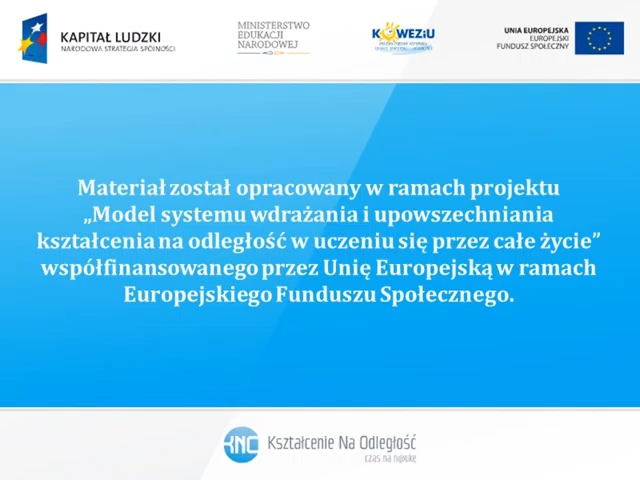 KAPITAŁ LUDZKI
NARODOWA STRATEGIA SPÓJNOŚCI
MINISTERSTWO
EDUKACJI
NARODOWEJ
KOWEZiU
UNIA EUROPEJSKA
EUROPEJSKI
FUNDUSZ SPOŁECZNY
Materiał został opracowany w ramach projektu
„Model systemu wdrażania i upowszechniania
kształcenia na odległość w uczeniu się przez całe życie”
współfinansowanego przez Unię Europejską w ramach
Europejskiego Funduszu Społecznego.
KNO Kształcenie Na Odległość
czas na naukę